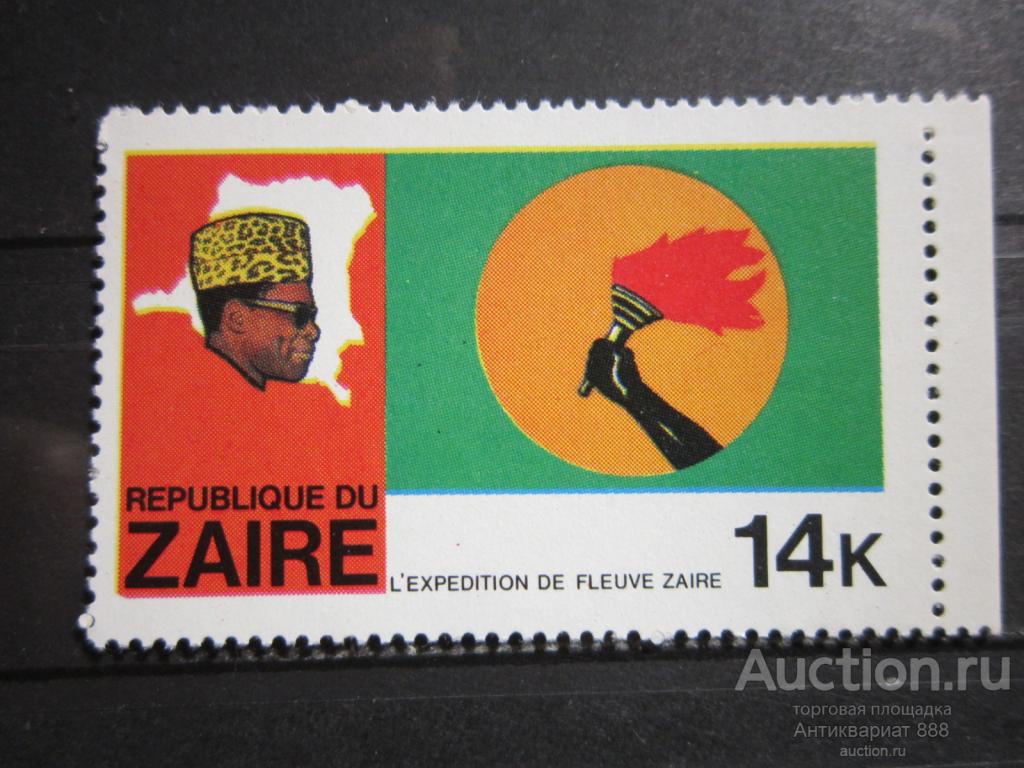 REPUBLIQUE DU
ZAIRE
L'EXPEDITION DE FLEUVE ZAIRE
14K
Auction.ru
торговая площадка
Антиквариат 888
auction.ru